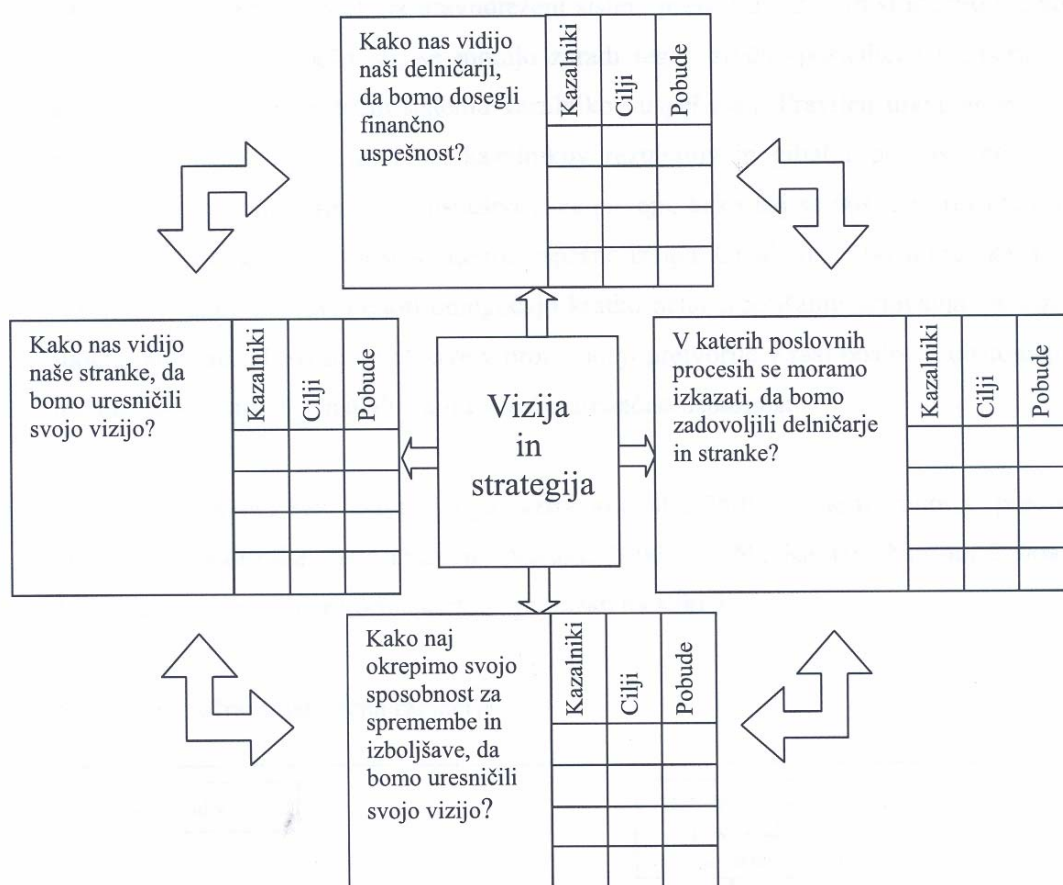 Kako nas vidijo
naši delničarji,
da bomo dosegli
finančno
uspešnost?
Kazalniki
Cilji
Pobude
Kako nas vidijo
naše stranke, da
bomo uresničili
svojo vizijo?
Kazalniki
Cilji
Pobude
Vizija
in
strategija
V katerih poslovnih
procesih se moramo
izkazati, da bomo
zadovoljili delničarje
in stranke?
Kazalniki
Cilji
Pobude
Kako naj
okrepimo svojo
sposobnost za
spremembe in
izboljšave, da
bomo uresničili
svojo vizijo?
Kazalniki
Cilji
Pobude